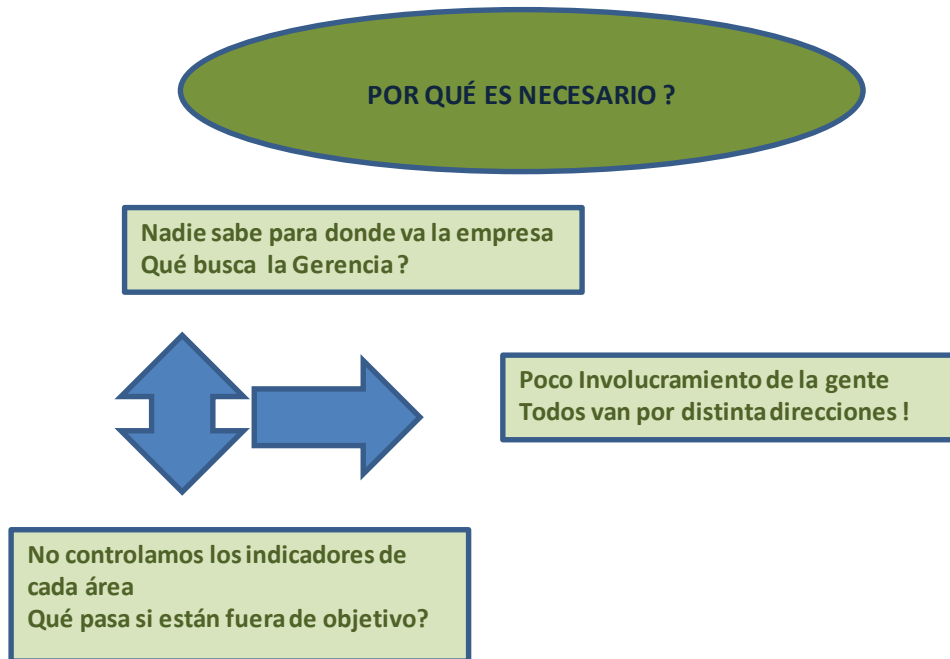 POR QUÉ ES NECESARIO ?
Nadie sabe para donde va la empresa
Qué busca la Gerencia ?
Poco Involucramiento de la gente
Todos van por distinta direcciones !
No controlamos los indicadores de
cada área
Qué pasa si están fuera de objetivo?